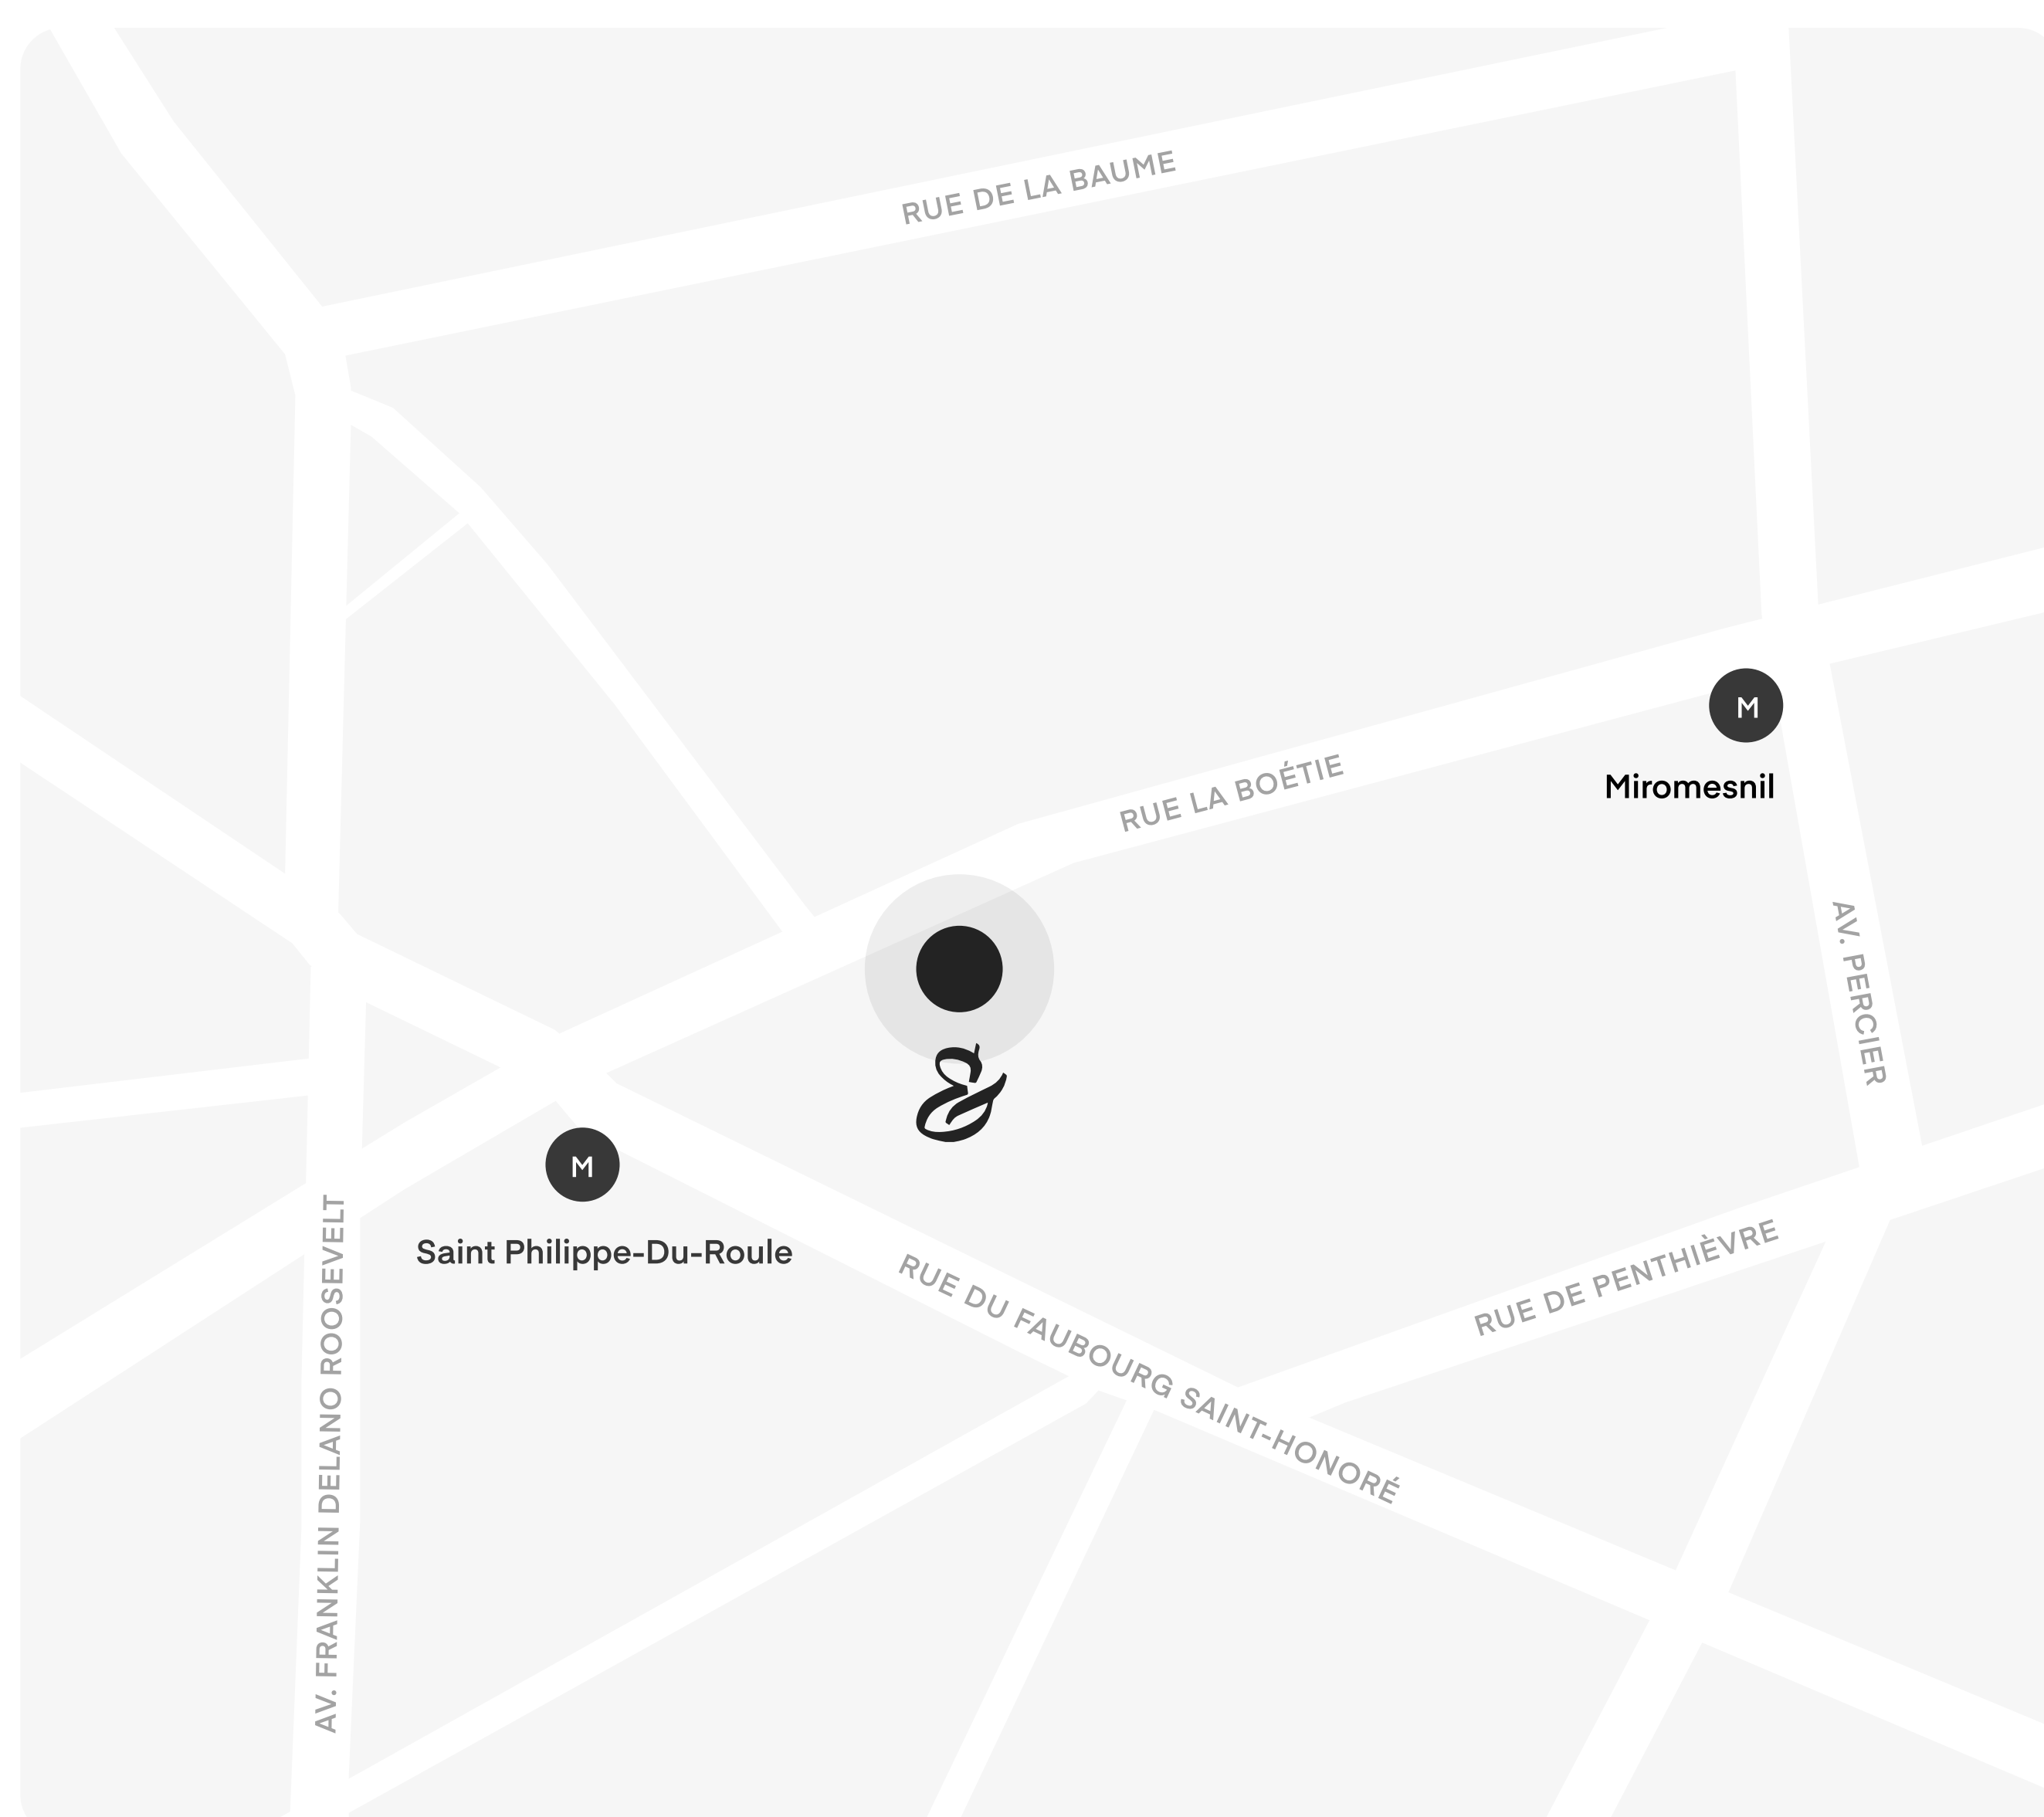 RUE DE LA BAUME
M
Miromesnil
RUE LA BOÉTIE
AV. PERCIER
&
M
Saint-Philippe-Du-Roule
RUE DU FAUBOURG SAINT-HONORÉ
RUE DE PENTHIÈVRE
AV. FRANKLIN DELANO ROOSEVELT